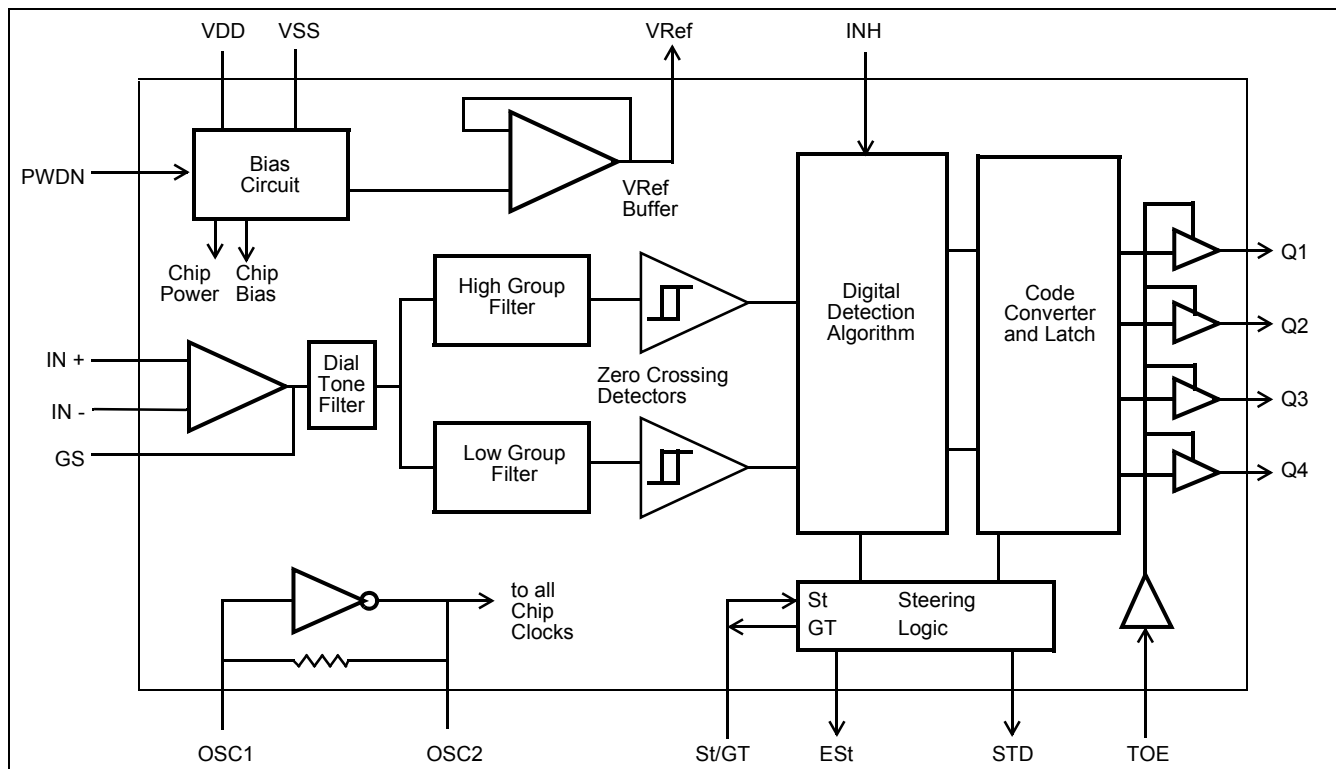 VDD
VSS
VRef
INH
PWDN
Bias
Circuit
VRef
Buffer
Chip
Power
Chip
Bias
High Group
Filter
Digital
Detection
Algorithm
Code
Converter
and Latch
Q1
Q2
Q3
Q4
IN +
IN -
GS
Dial
Tone
Filter
Zero Crossing
Detectors
Low Group
Filter
to all
Chip
Clocks
St
Steering
GT
Logic
OSC1
OSC2
St/GT
ESt
STD
TOE